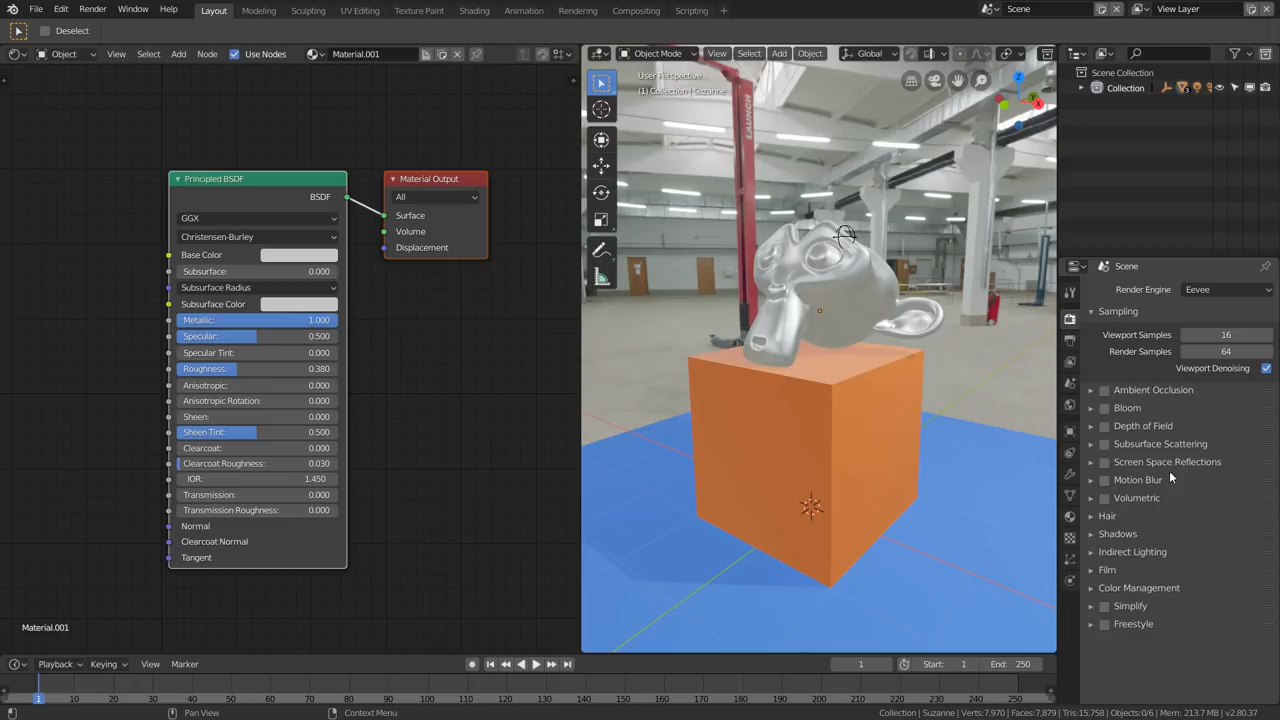 File Edit Render Window Help Layout Modeling Sculpting UV Editing Texture Paint Shading Animation Rendering Compositing Scripting + Scene View Layer
Deselect
Object View Select Add Node Use Nodes Material.001
Object Mode View Select Add Object Global
User Perspective
(1) Collection | Suzanne
LAUNCH
Z
Y
X
Scene Collection
Collection
Principled BSDF
BSDF
GGX
Christensen-Burley
Base Color
Subsurface: 0.000
Subsurface Radius
Subsurface Color
Metallic: 1.000
Specular: 0.500
Specular Tint: 0.000
Roughness: 0.380
Anisotropic: 0.000
Anisotropic Rotation: 0.000
Sheen: 0.000
Sheen Tint: 0.500
Clearcoat: 0.000
Clearcoat Roughness: 0.030
IOR: 1.450
Transmission: 0.000
Transmission Roughness: 0.000
Normal
Clearcoat Normal
Tangent
Material Output
All
Surface
Volume
Displacement
Material.001
Scene
Render Engine Eevee
Sampling
Viewport Samples 16
Render Samples 64
Viewport Denoising
Ambient Occlusion
Bloom
Depth of Field
Subsurface Scattering
Screen Space Reflections
Motion Blur
Volumetric
Hair
Shadows
Indirect Lighting
Film
Color Management
Simplify
Freestyle
Playback Keying View Marker 1 Start: 1 End: 250
1 10 20 30 40 50 60 70 80 90 100 110 120 130 140 150 160 170 180 190 200 210 220 230 240 250
Pan View Context Menu Collection | Suzanne | Verts:7,970 | Faces:7,879 | Tris:15,758 | Objects:0/6 | Mem: 213.7 MB | v2.80.37